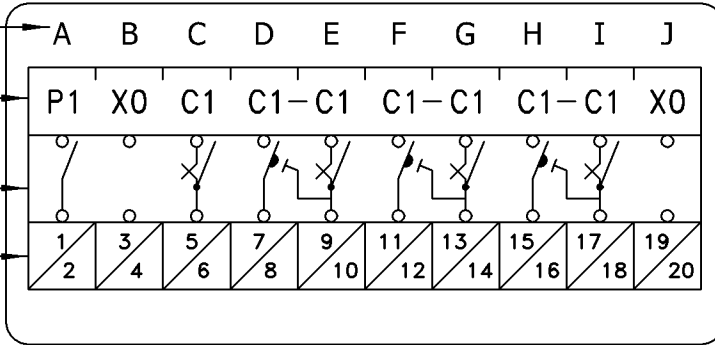 A B C D E F G H I J
P1 X0 C1 C1-C1 C1-C1 C1-C1 X0
1 3 5 7 9 11 13 15 17 19
2 4 6 8 10 12 14 16 18 20